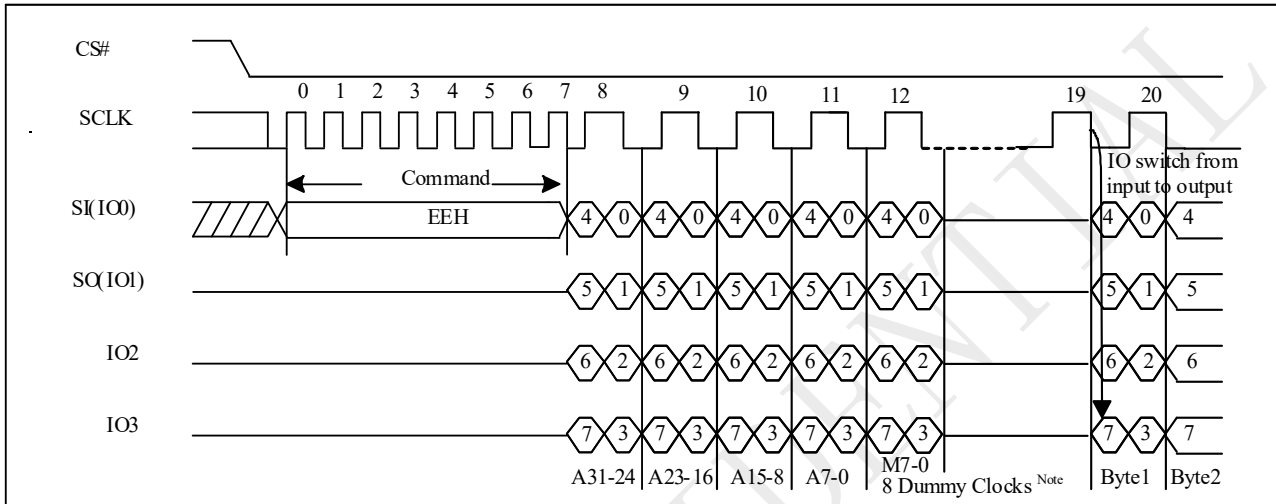 CS#
0 1 2 3 4 5 6 7 8 9 10 11 12 19 20
SCLK
IO switch from
input to output
Command
SI(IO0) EEH 4 0 4 0 4 0 4 0 4 0 4 0 4
SO(IO1) 5 1 5 1 5 1 5 1 5 1 5 1 5
IO2 6 2 6 2 6 2 6 2 6 2 6 2 6
IO3 7 3 7 3 7 3 7 3 7 3 7 3 7
A31-24 A23-16 A15-8 A7-0 M7-0 Byte1 Byte2
8 Dummy Clocks Note
DENTIAL